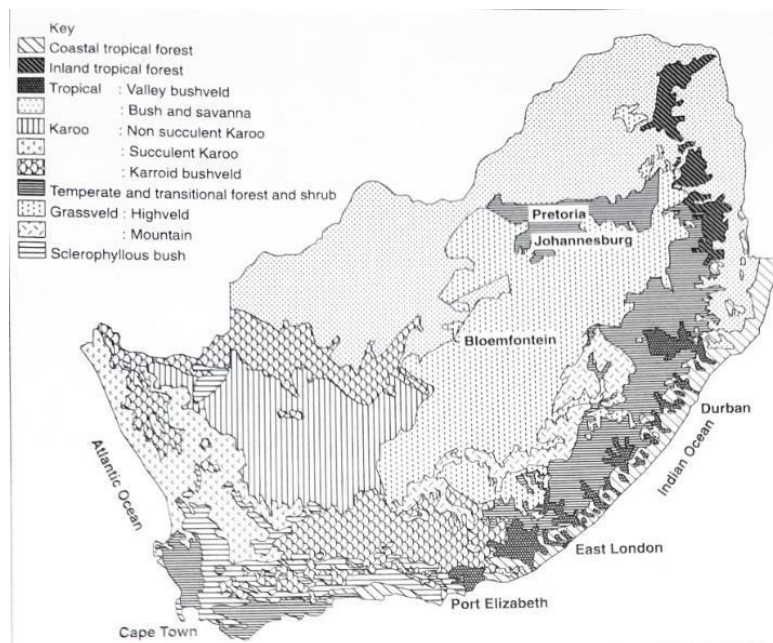 Key
Coastal tropical forest
Inland tropical forest
Tropical : Valley bushveld
: Bush and savanna
Karoo : Non succulent Karoo
: Succulent Karoo
: Karroid bushveld
Temperate and transitional forest and shrub
Grassveld : Highveld
: Mountain
Sclerophyllous bush
Pretoria
Johannesburg
Bloemfontein
Durban
Indian Ocean
Atlantic Ocean
East London
Port Elizabeth
Cape Town